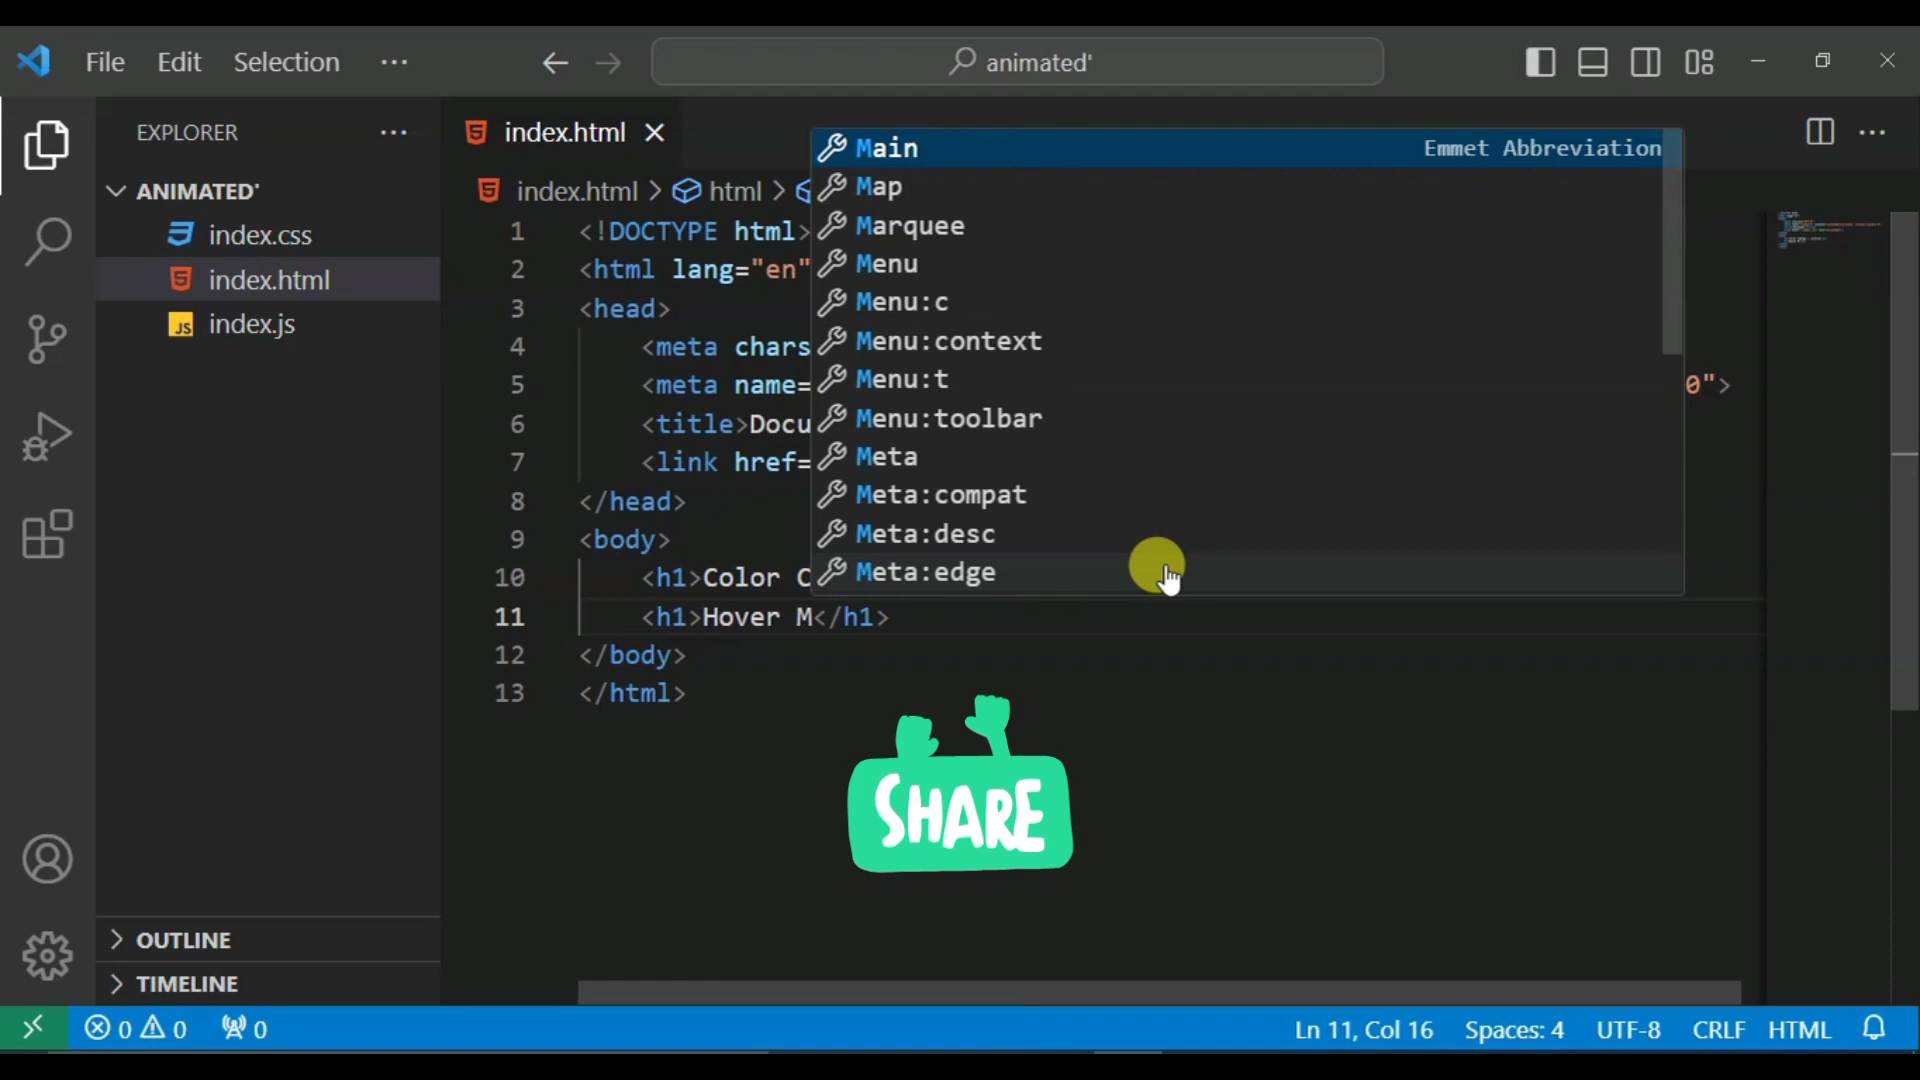 File Edit Selection ··· animated'
EXPLORER ···
ANIMATED'
index.css
index.html
index.js
OUTLINE
TIMELINE
index.html
index.html > html >
1 <!DOCTYPE html>
2 <html lang="en"
3 <head>
4 <meta chars
5 <meta name= 0">
6 <title>Docu
7 <link href=
8 </head>
9 <body>
10 <h1>Color C
11 <h1>Hover M</h1>
12 </body>
13 </html>
Main Emmet Abbreviation
Map
Marquee
Menu
Menu:c
Menu:context
Menu:t
Menu:toolbar
Meta
Meta:compat
Meta:desc
Meta:edge
SHARE
0 0 0 Ln 11, Col 16 Spaces: 4 UTF-8 CRLF HTML